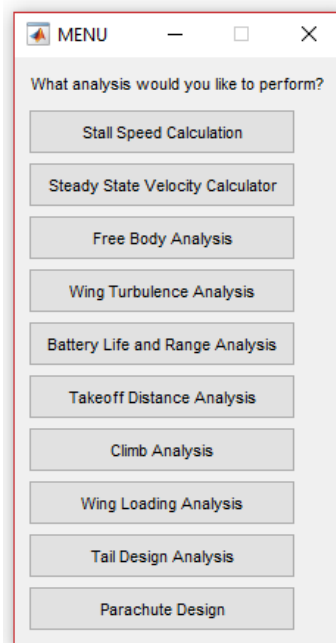 MENU
What analysis would you like to perform?
Stall Speed Calculation
Steady State Velocity Calculator
Free Body Analysis
Wing Turbulence Analysis
Battery Life and Range Analysis
Takeoff Distance Analysis
Climb Analysis
Wing Loading Analysis
Tail Design Analysis
Parachute Design